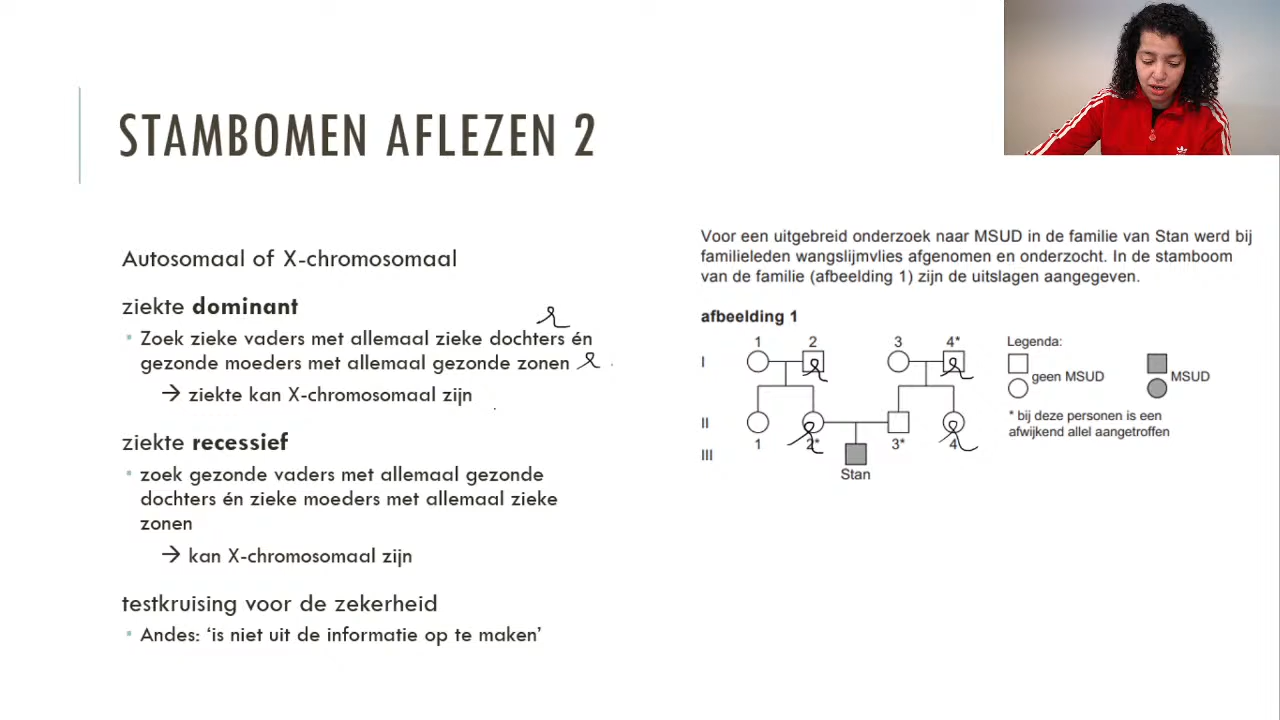 STAMBOMEN AFLEZEN 2
Autosomaal of X-chromosomaal
ziekte dominant
Zoek zieke vaders met allemaal zieke dochters én
gezonde moeders met allemaal gezonde zonen
→ ziekte kan X-chromosomaal zijn
ziekte recessief
zoek gezonde vaders met allemaal gezonde
dochters én zieke moeders met allemaal zieke
zonen
→ kan X-chromosomaal zijn
testkruising voor de zekerheid
Andes: ‘is niet uit de informatie op te maken’
Voor een uitgebreid onderzoek naar MSUD in de familie van Stan werd bij
familieleden wangslijmvlies afgenomen en onderzocht. In de stamboom
van de familie (afbeelding 1) zijn de uitslagen aangegeven.
afbeelding 1
1 2 3 4*
I
II
1 2* 3* 4
III
Stan
Legenda:
geen MSUD
MSUD
* bij deze personen is een
afwijkend allel aangetroffen